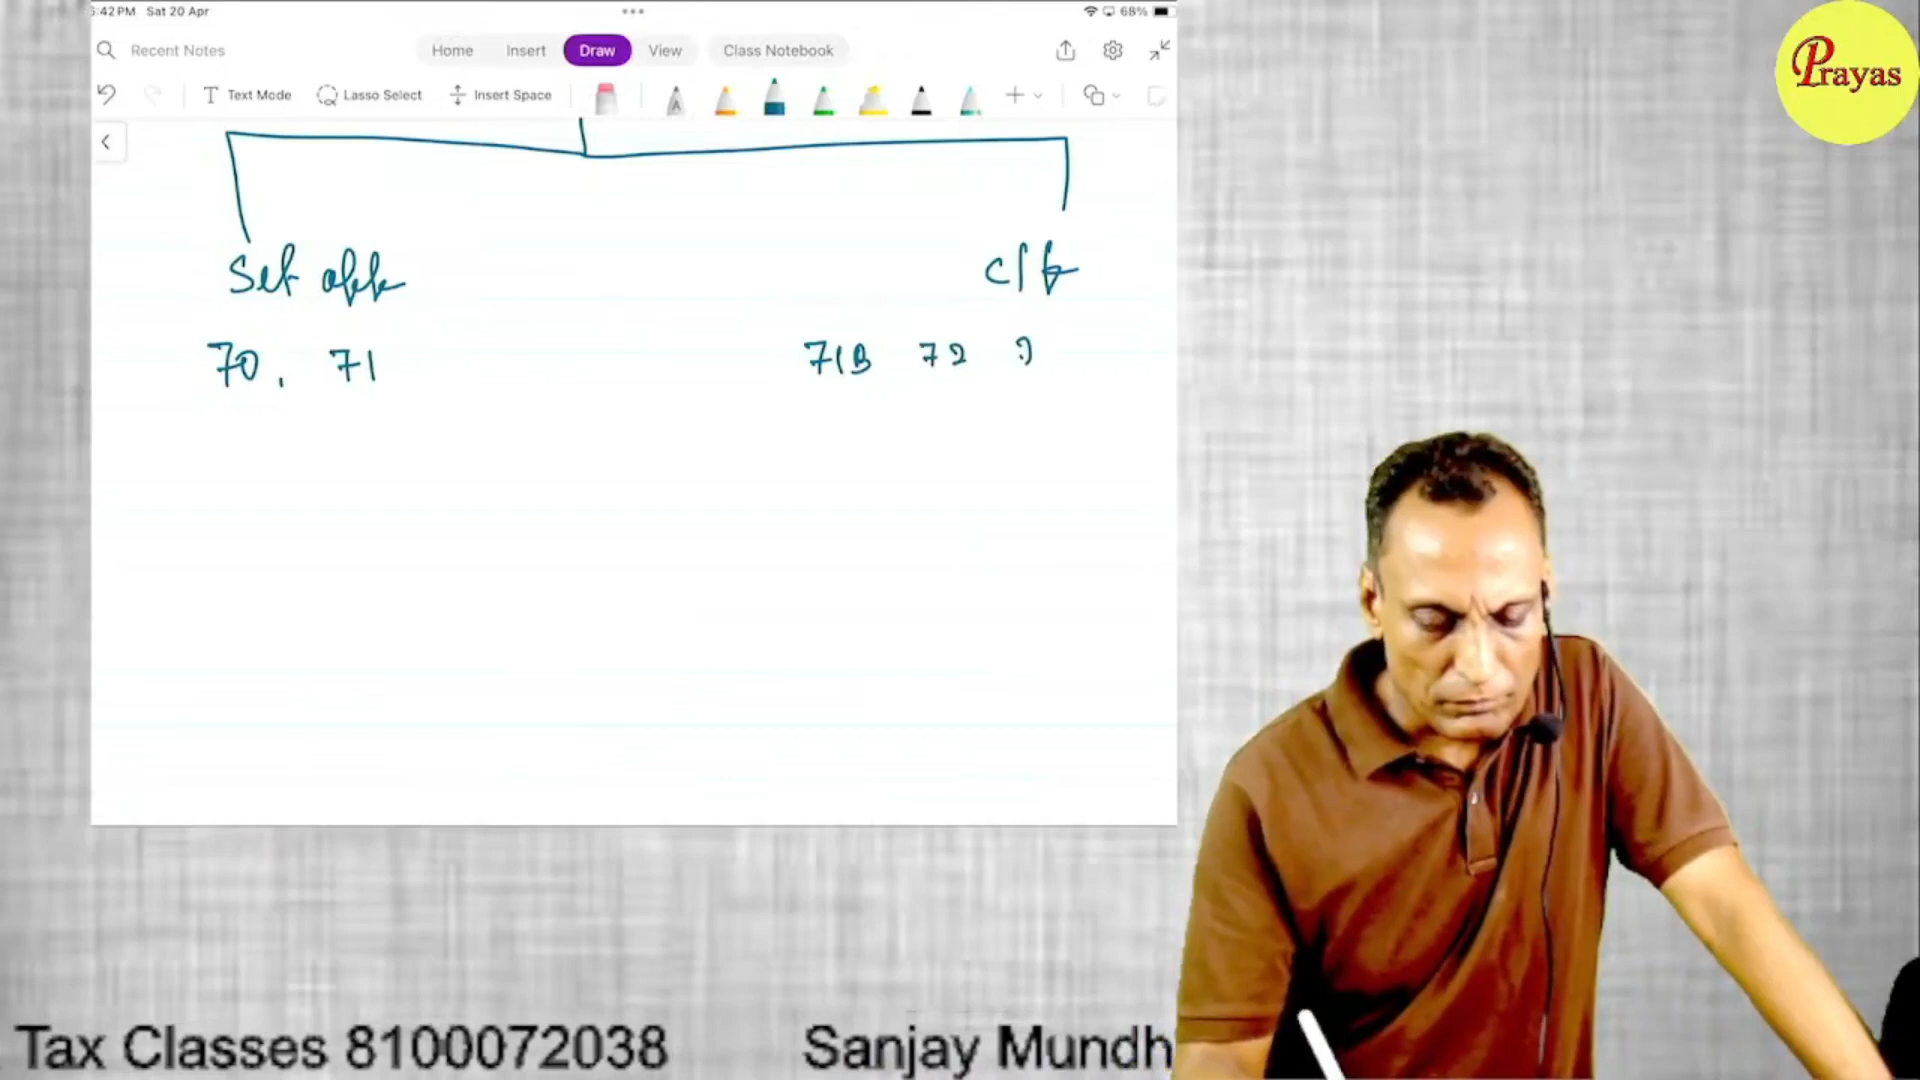 :42 PM Sat 20 Apr
68%
Prayas
Recent Notes
Home Insert Draw View Class Notebook
Text Mode Lasso Select Insert Space
Set off c/f
70, 71 71B 72
Tax Classes 8100072038 Sanjay Mundh